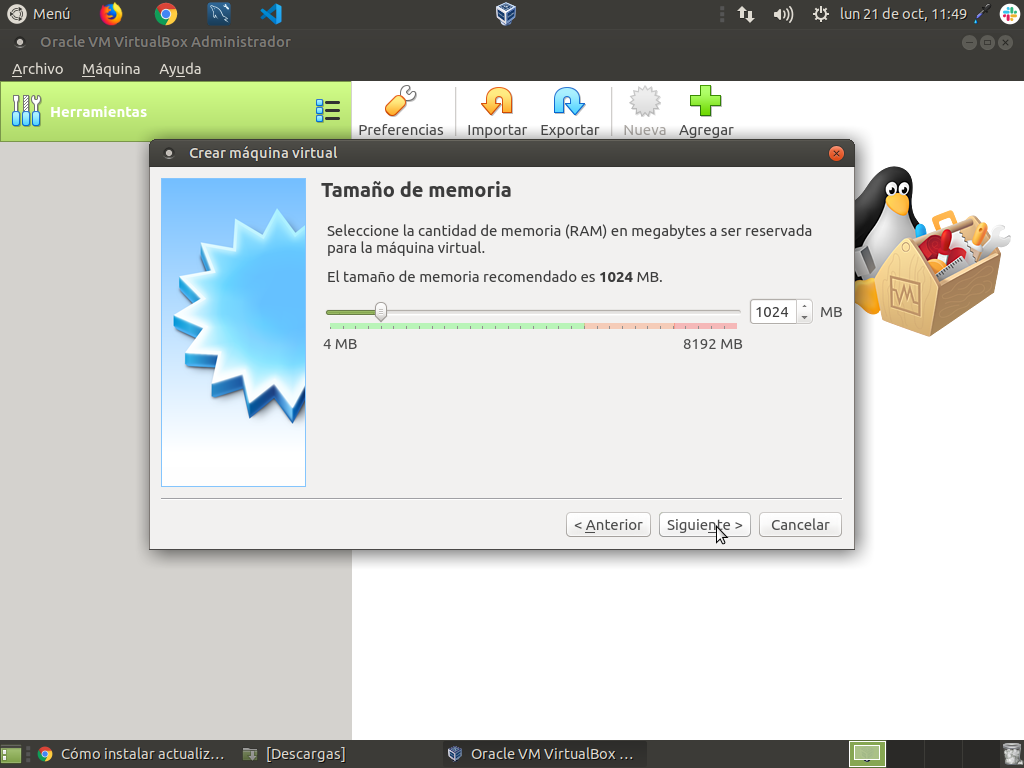 Menú
lun 21 de oct, 11:49
Oracle VM VirtualBox Administrador
Archivo Máquina Ayuda
Herramientas
Preferencias Importar Exportar Nueva Agregar
Crear máquina virtual
Tamaño de memoria
Seleccione la cantidad de memoria (RAM) en megabytes a ser reservada
para la máquina virtual.
El tamaño de memoria recomendado es 1024 MB.
1024 MB
4 MB 8192 MB
< Anterior Siguiente > Cancelar
Cómo instalar actualiz... [Descargas] Oracle VM VirtualBox ...